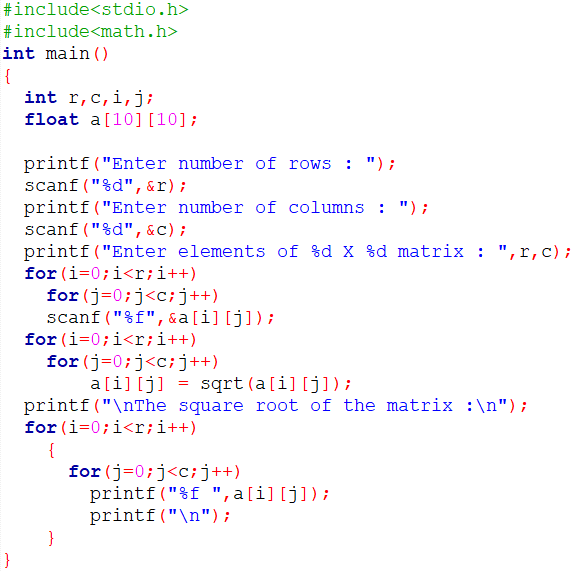 #include<stdio.h>
#include<math.h>
int main()
{
  int r,c,i,j;
  float a[10][10];

  printf("Enter number of rows : ");
  scanf("%d",&r);
  printf("Enter number of columns : ");
  scanf("%d",&c);
  printf("Enter elements of %d X %d matrix : ",r,c);
  for(i=0;i<r;i++)
    for(j=0;j<c;j++)
    scanf("%f",&a[i][j]);
  for(i=0;i<r;i++)
    for(j=0;j<c;j++)
        a[i][j] = sqrt(a[i][j]);
  printf("\nThe square root of the matrix :\n");
  for(i=0;i<r;i++)
    {
      for(j=0;j<c;j++)
        printf("%f ",a[i][j]);
        printf("\n");
    }
}